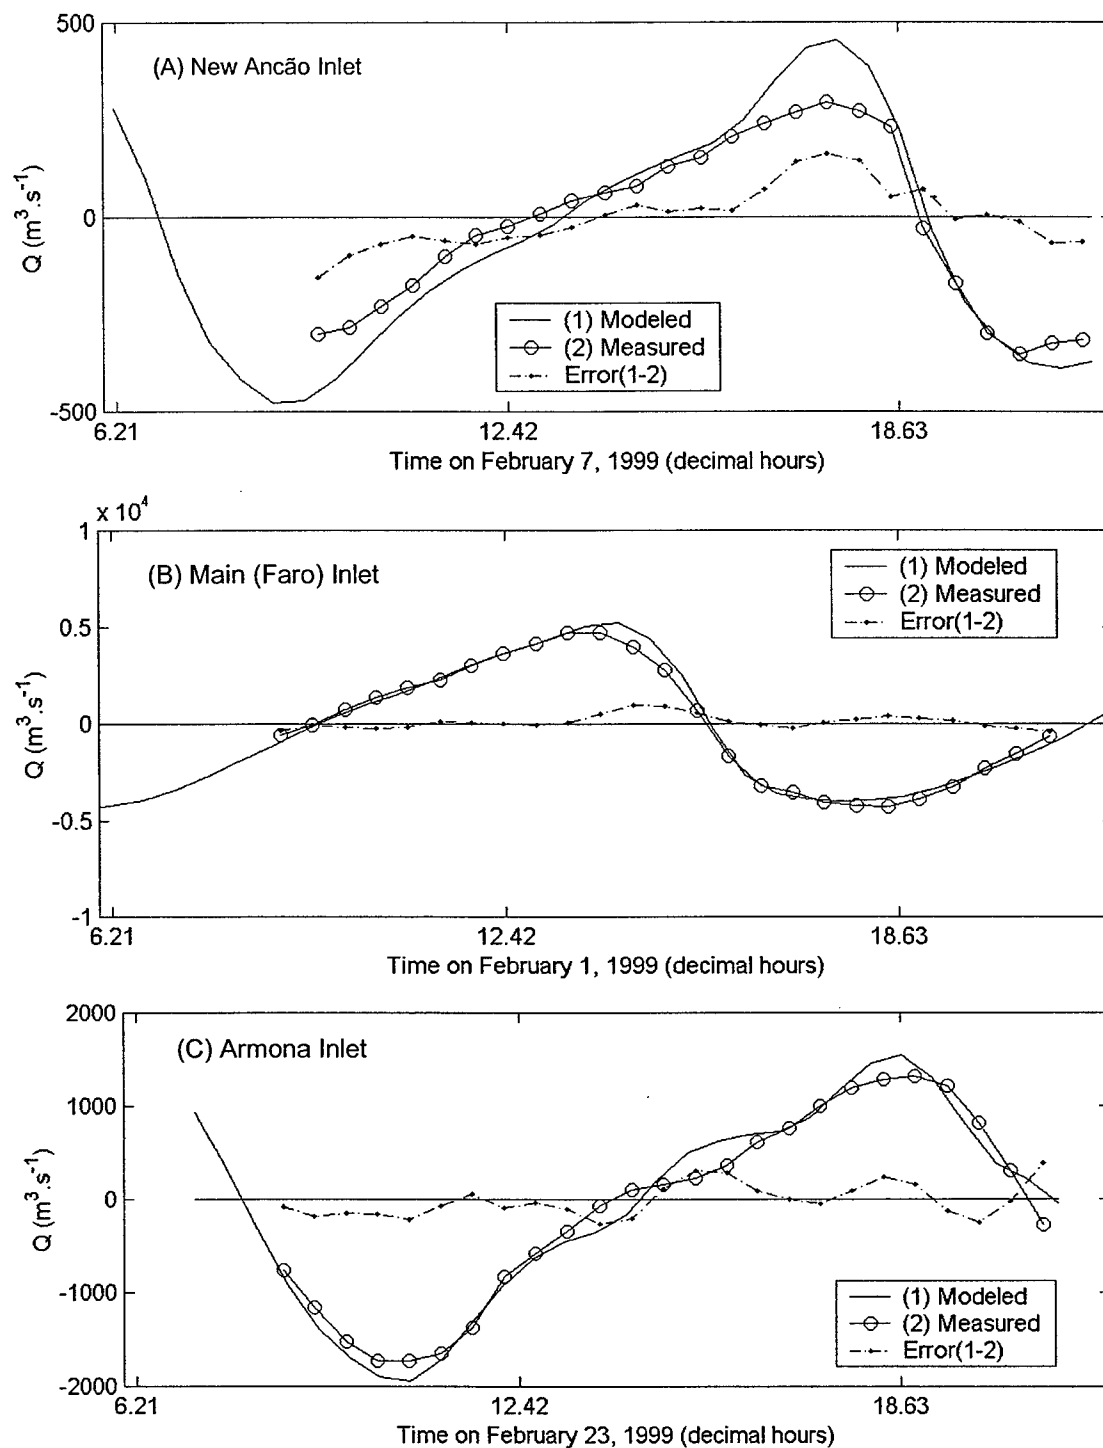 500
(A) New Ancão Inlet
Q (m³.s⁻¹)
0
(1) Modeled
(2) Measured
Error(1-2)
-500
6.21
12.42
18.63
Time on February 7, 1999 (decimal hours)
x 10⁴
1
(B) Main (Faro) Inlet
(1) Modeled
(2) Measured
Error(1-2)
0.5
Q (m³.s⁻¹)
0
-0.5
-1
6.21
12.42
18.63
Time on February 1, 1999 (decimal hours)
2000
(C) Armona Inlet
1000
Q (m³.s⁻¹)
0
-1000
(1) Modeled
(2) Measured
Error(1-2)
-2000
6.21
12.42
18.63
Time on February 23, 1999 (decimal hours)